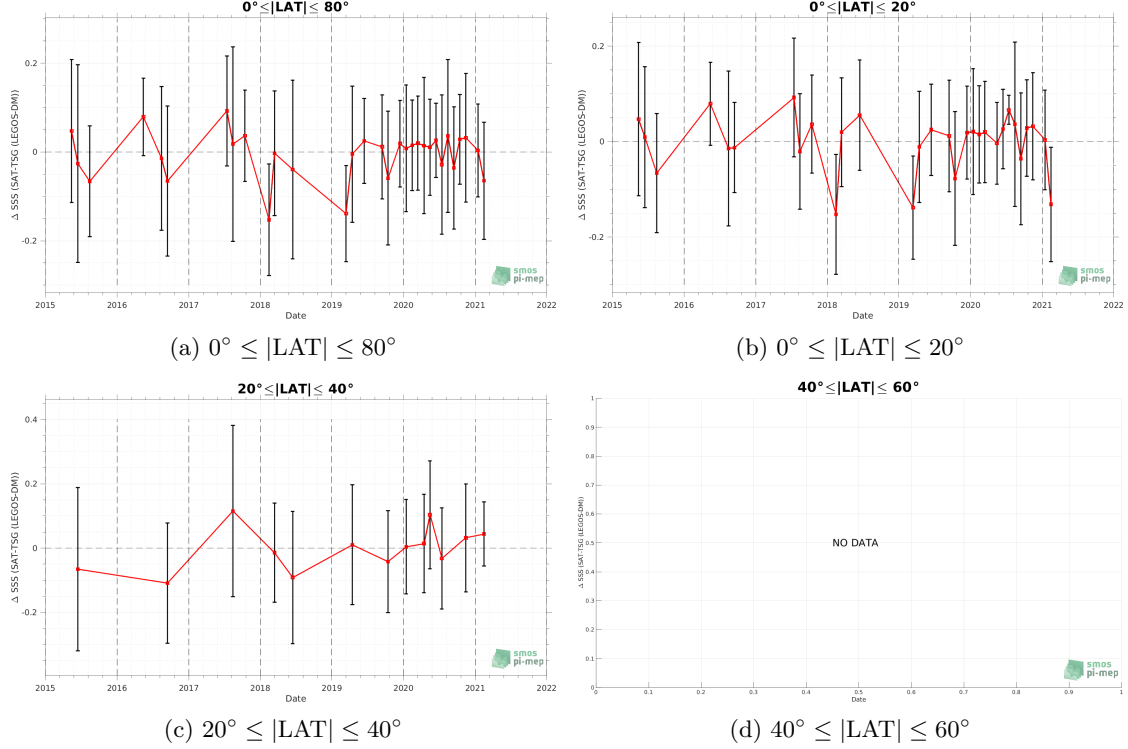 0°≤|LAT|≤ 80°
Δ SSS (SAT-TSG (LEGOS-DM))
0.2
0
-0.2
2015 2016 2017 2018 2019 2020 2021 2022
Date
smos
pi-mep
(a) 0° ≤ |LAT| ≤ 80°
0°≤|LAT|≤ 20°
Δ SSS (SAT-TSG (LEGOS-DM))
0.2
0
-0.2
2015 2016 2017 2018 2019 2020 2021 2022
Date
smos
pi-mep
(b) 0° ≤ |LAT| ≤ 20°
20°≤|LAT|≤ 40°
Δ SSS (SAT-TSG (LEGOS-DM))
0.4
0.2
0
-0.2
2015 2016 2017 2018 2019 2020 2021 2022
Date
smos
pi-mep
(c) 20° ≤ |LAT| ≤ 40°
40°≤|LAT|≤ 60°
Δ SSS (SAT-TSG (LEGOS-DM))
1
0.9
0.8
0.7
0.6
0.5
0.4
0.3
0.2
0.1
0
NO DATA
0 0.1 0.2 0.3 0.4 0.5 0.6 0.7 0.8 0.9 1
Date
smos
pi-mep
(d) 40° ≤ |LAT| ≤ 60°